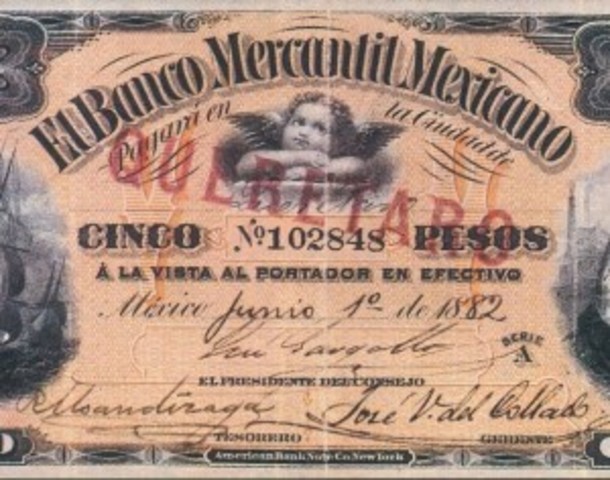 El Banco Mercantil Mexicano
Pagará en la Ciudad de
QUERETARO
CINCO No 102848 PESOS
Á LA VISTA AL PORTADOR EN EFECTIVO
México Junio 1º de 1882
SERIE
A
EL PRESIDENTE DEL CONSEJO
José V. del Collado
TESORERO GERENTE
American Bank Note Co New York